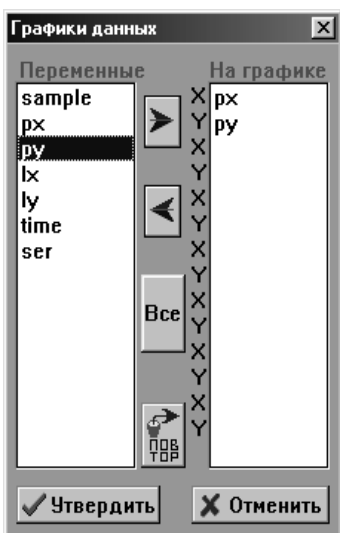 Графики данных
Переменные
На графике
sample
px
py
lx
ly
time
ser
Все
ПОВ
ТОР
X
Y
X
Y
X
Y
X
Y
X
Y
X
Y
X
Y
px
py
Утвердить
Отменить